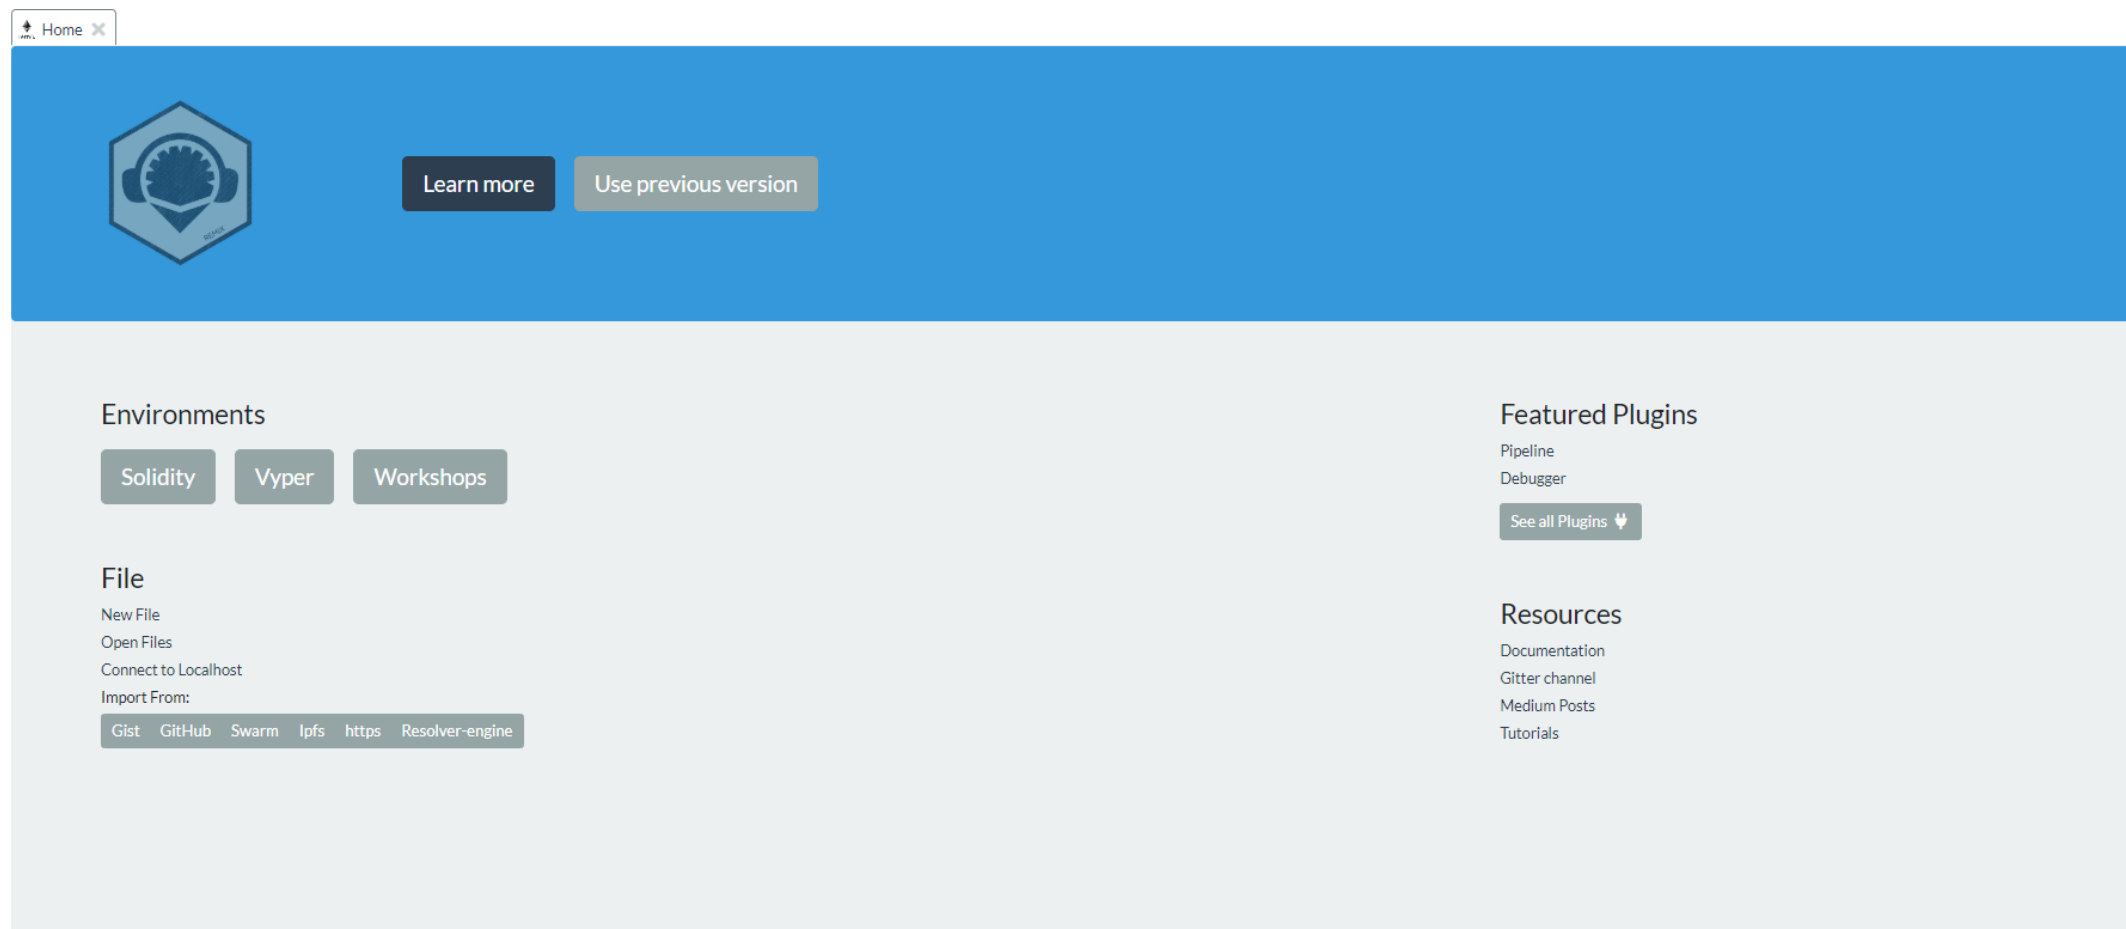 Home
REMIX
Learn more
Use previous version
Environments
Solidity
Vyper
Workshops
File
New File
Open Files
Connect to Localhost
Import From:
Gist GitHub Swarm Ipfs https Resolver-engine
Featured Plugins
Pipeline
Debugger
See all Plugins
Resources
Documentation
Gitter channel
Medium Posts
Tutorials